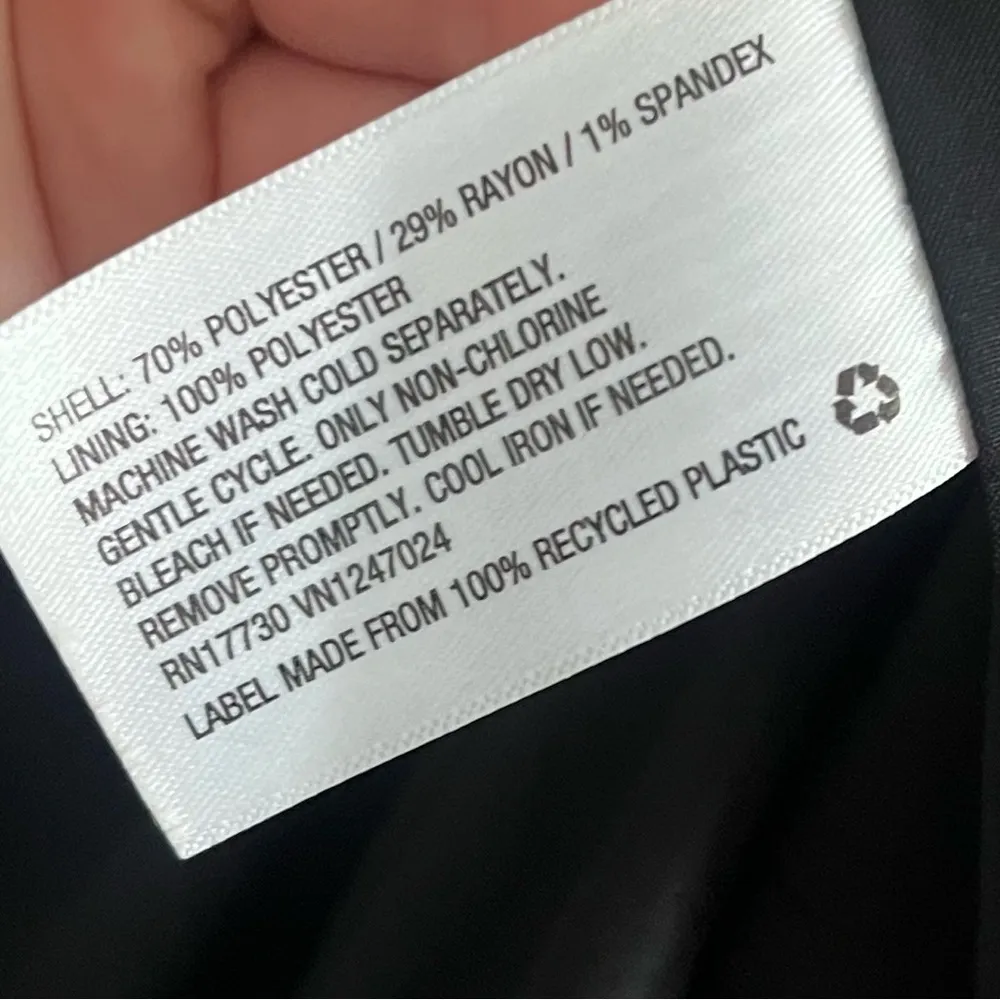 SHELL: 70% POLYESTER / 29% RAYON / 1% SPANDEX
LINING: 100% POLYESTER
MACHINE WASH COLD SEPARATELY.
GENTLE CYCLE. ONLY NON-CHLORINE
BLEACH IF NEEDED. TUMBLE DRY LOW.
REMOVE PROMPTLY. COOL IRON IF NEEDED.
RN17730 VN1247024
LABEL MADE FROM 100% RECYCLED PLASTIC